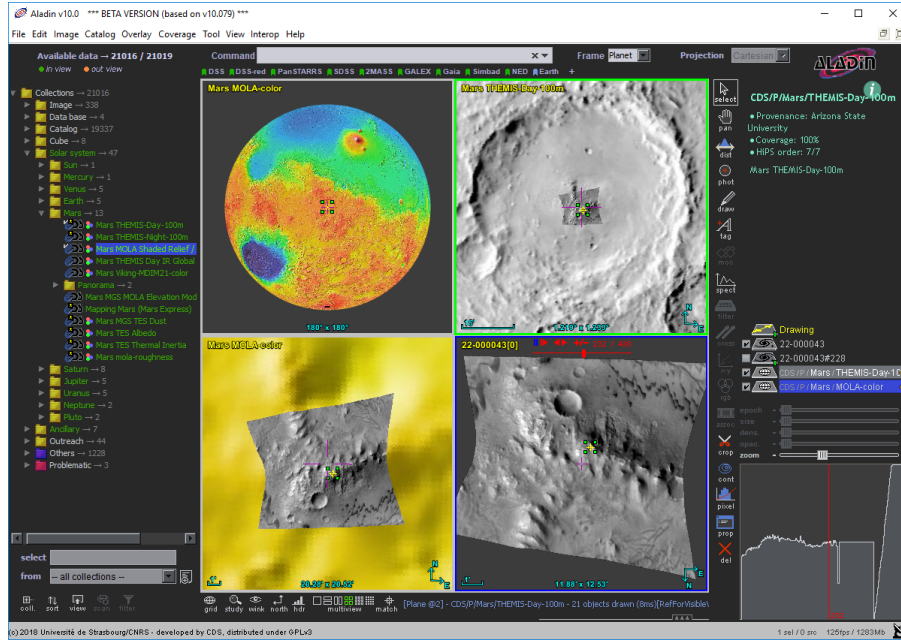 Aladin v10.0 *** BETA VERSION (based on v10.079) ***
File Edit Image Catalog Overlay Coverage Tool View Interop Help
Available data → 21016 / 21019
in view out view
Command
Frame Planet
Projection Cartesian
ALADIN
DSS DSS-red PanSTARRS SDSS 2MASS GALEX Gaia Simbad NED Earth +
Collections → 21016
Image → 338
Data base → 4
Catalog → 19337
Cube → 8
Solar system → 47
Sun → 1
Mercury → 1
Venus → 5
Earth → 5
Mars → 13
Mars THEMIS-Day-100m
Mars THEMIS-Night-100m
Mars MOLA Shaded Relief /
Mars THEMIS Day IR Global
Mars Viking-MDIM21-color
Panorama → 2
Mars MGS MOLA Elevation Mod
Mapping Mars (Mars Express)
Mars MGS TES Dust
Mars TES Albedo
Mars TES Thermal Inertia
Mars mola-roughness
Saturn → 8
Jupiter → 5
Uranus → 5
Neptune → 2
Pluto → 2
Ancillary → 7
Outreach → 44
Others → 1228
Problematic → 3
select
from -- all collections --
coll. sort view scan filter
Mars MOLA-color
180° x 180°
Mars THEMIS-Day-100m
N
E
Mars MOLA-color
1'
N
E
22-000043[0]
1'
11.88' x 12.53'
N
E
select
pan
dist
phot
draw
tag
moc
spect
filter
cross
xy
rgb
assoc
crop
cont
pixel
prop
del
CDS/P/Mars/THEMIS-Day-100m
Provenance: Arizona State
University
Coverage: 100%
HiPS order: 7/7
Mars THEMIS-Day-100m
Drawing
22-000043
22-000043#228
CDS/P/Mars/THEMIS-Day-10
CDS/P/Mars/MOLA-color
epoch
size
dens.
opac.
zoom
grid study wink north hdr multiview match
[Plane @2] - CDS/P/Mars/THEMIS-Day-100m - 21 objects drawn (8ms)[RefForVisible\
(c) 2018 Université de Strasbourg/CNRS - developed by CDS, distributed under GPLv3
1 sel / 0 src 125fps / 1283Mb